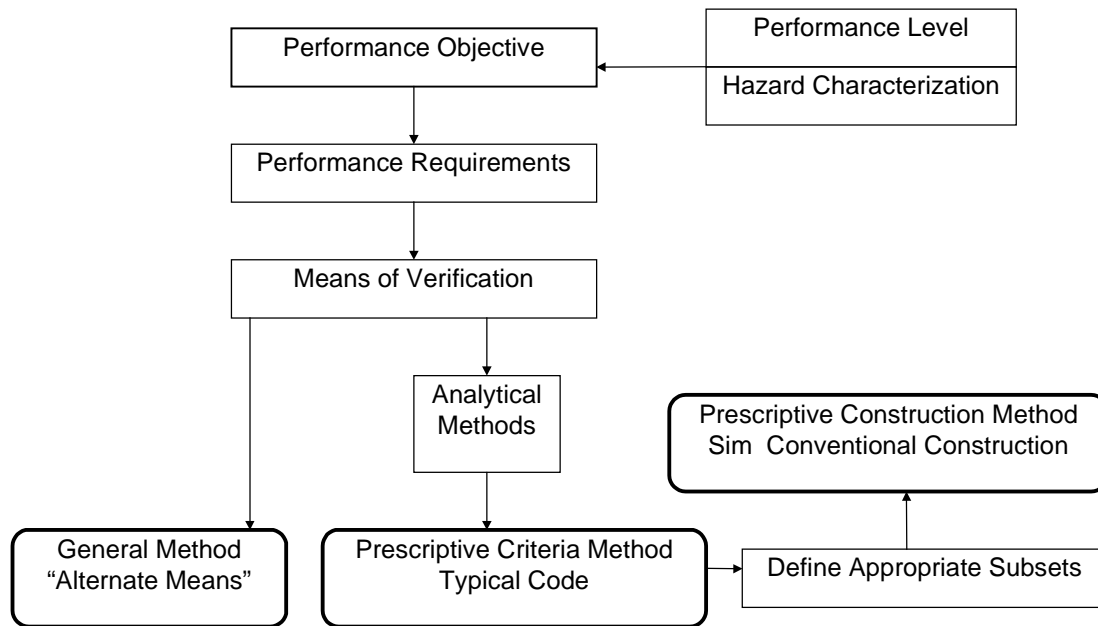 Performance Objective
Performance Level
Hazard Characterization
Performance Requirements
Means of Verification
Analytical
Methods
Prescriptive Construction Method
Sim  Conventional Construction
General Method
“Alternate Means”
Prescriptive Criteria Method
Typical Code
Define Appropriate Subsets